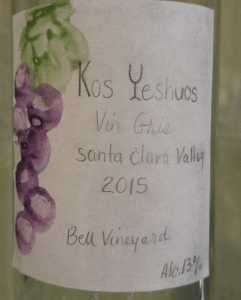 Kos Yeshuos
Vin Gris
Santa Clara Valley
2015
Bell Vineyard
Alc. 13%